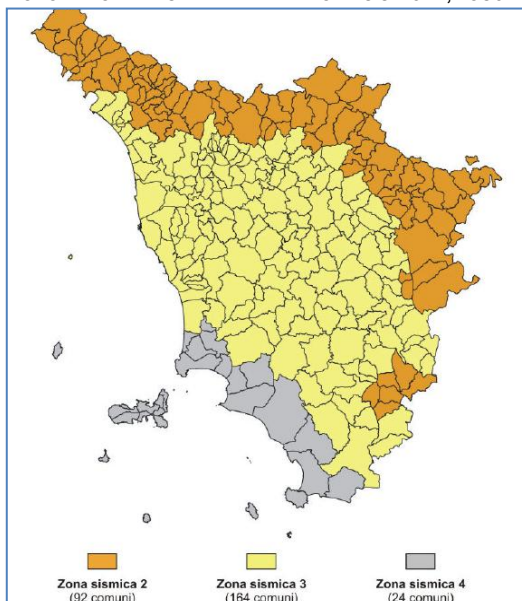 Zona sismica 2
(92 comuni)
Zona sismica 3
(164 comuni)
Zona sismica 4
(24 comuni)